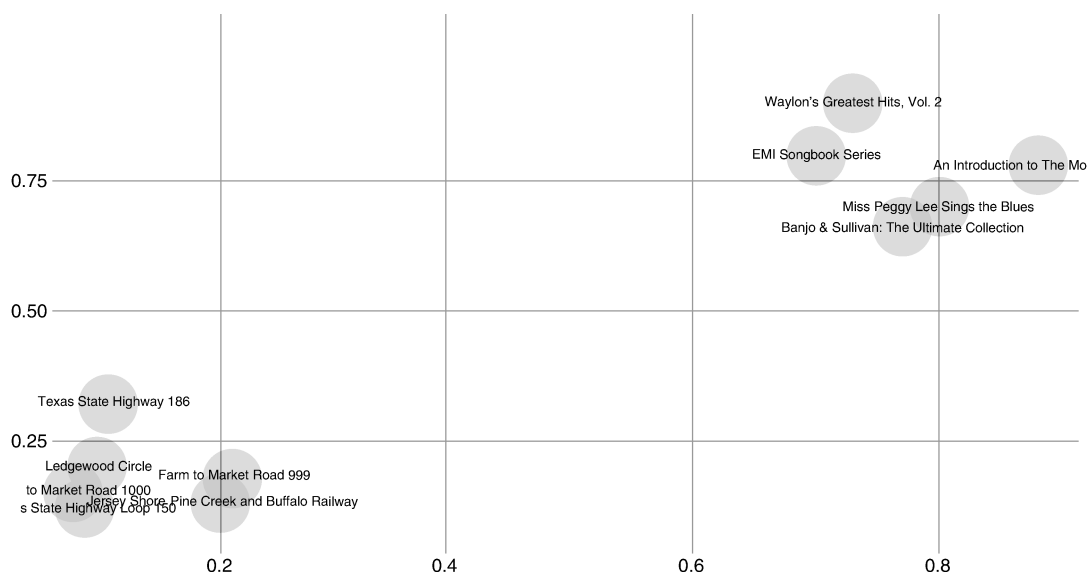 Waylon's Greatest Hits, Vol. 2
EMI Songbook Series
An Introduction to The Mo
0.75
Miss Peggy Lee Sings the Blues
Banjo & Sullivan: The Ultimate Collection
0.50
Texas State Highway 186
0.25
Ledgewood Circle
Farm to Market Road 999
to Market Road 1000
Jersey Shore Pine Creek and Buffalo Railway
s State Highway Loop 150
0.2 0.4 0.6 0.8